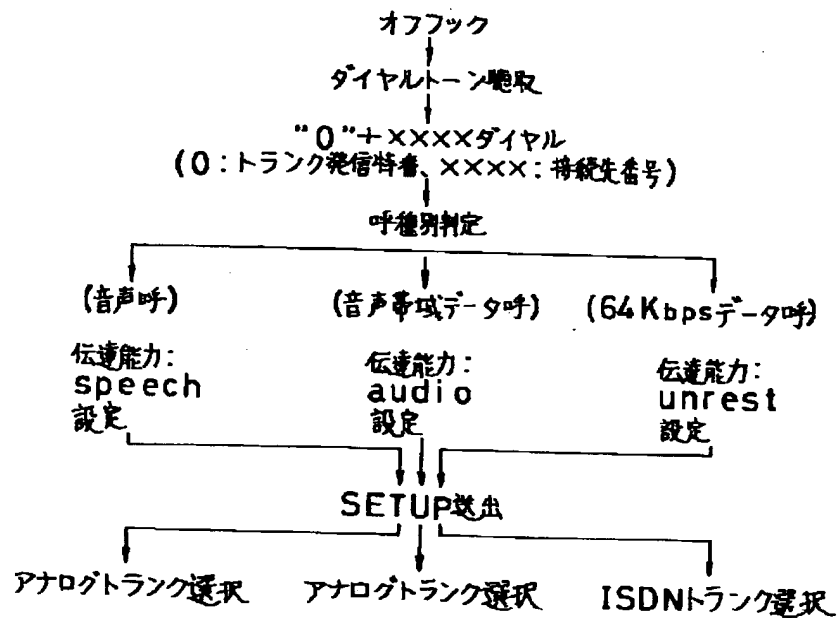 オフフック
ダイヤルトーン聴取
"0"+××××ダイヤル
(0:トランク発信特番、××××:接続先番号)
呼種別判定
(音声呼)
(音声帯域データ呼)
(64Kbpsデータ呼)
伝達能力:
speech
設定
伝達能力:
audio
設定
伝達能力:
unrest
設定
SETUP送出
アナログトランク選択
アナログトランク選択
ISDNトランク選択